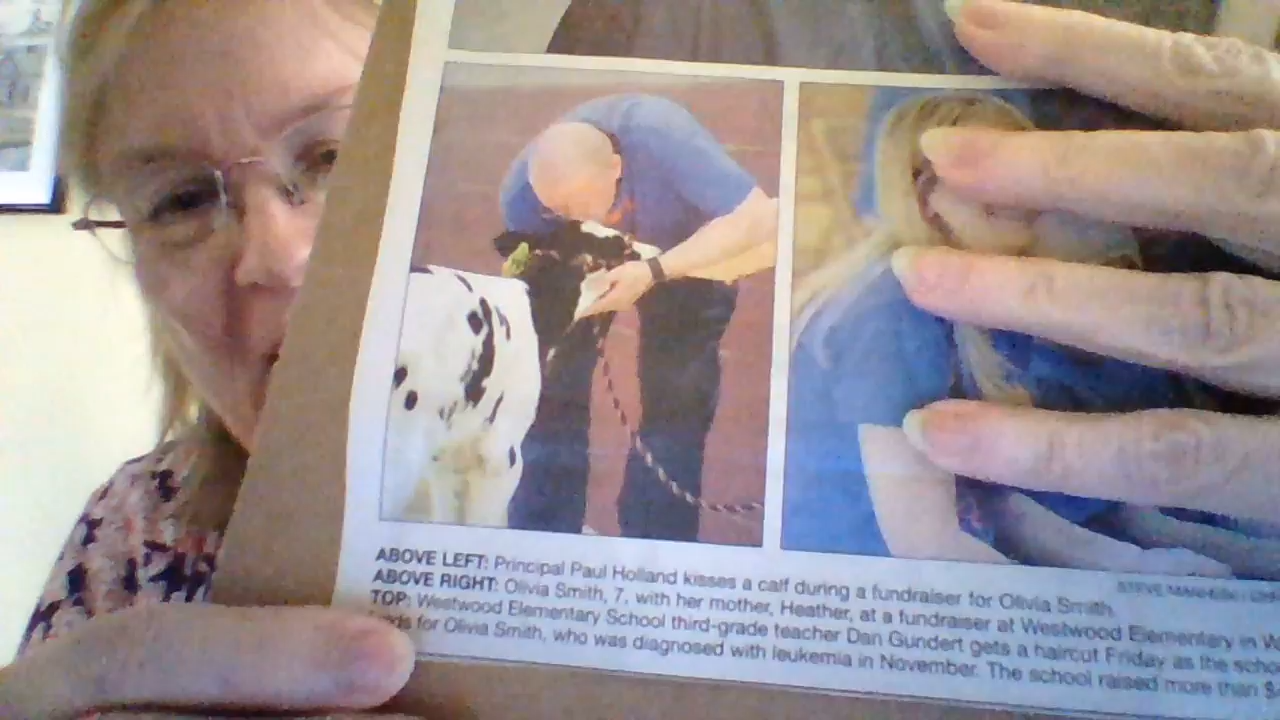 ABOVE LEFT: Principal Paul Holland kisses a calf during a fundraiser for Olivia Smith.
ABOVE RIGHT: Olivia Smith, 7, with her mother, Heather, at a fundraiser at Westwood Elementary in W
TOP: Westwood Elementary School third-grade teacher Dan Gundert gets a haircut Friday as the scho
for Olivia Smith, who was diagnosed with leukemia in November. The school raised more than $